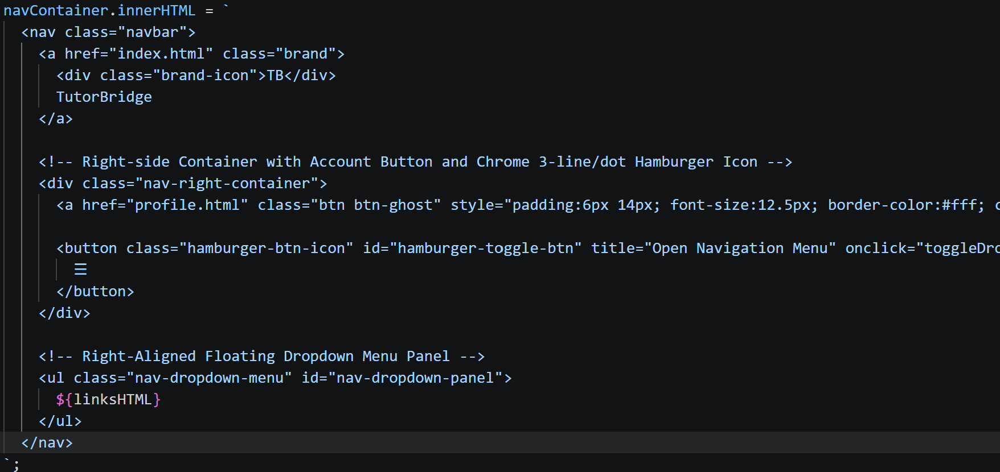 navContainer.innerHTML = `
<nav class="navbar">
<a href="index.html" class="brand">
<div class="brand-icon">TB</div>
TutorBridge
</a>
<!-- Right-side Container with Account Button and Chrome 3-line/dot Hamburger Icon -->
<div class="nav-right-container">
<a href="profile.html" class="btn btn-ghost" style="padding:6px 14px; font-size:12.5px; border-color:#fff;
<button class="hamburger-btn-icon" id="hamburger-toggle-btn" title="Open Navigation Menu" onclick="toggleDro
☰
</button>
</div>
<!-- Right-Aligned Floating Dropdown Menu Panel -->
<ul class="nav-dropdown-menu" id="nav-dropdown-panel">
${linksHTML}
</ul>
</nav>
`;